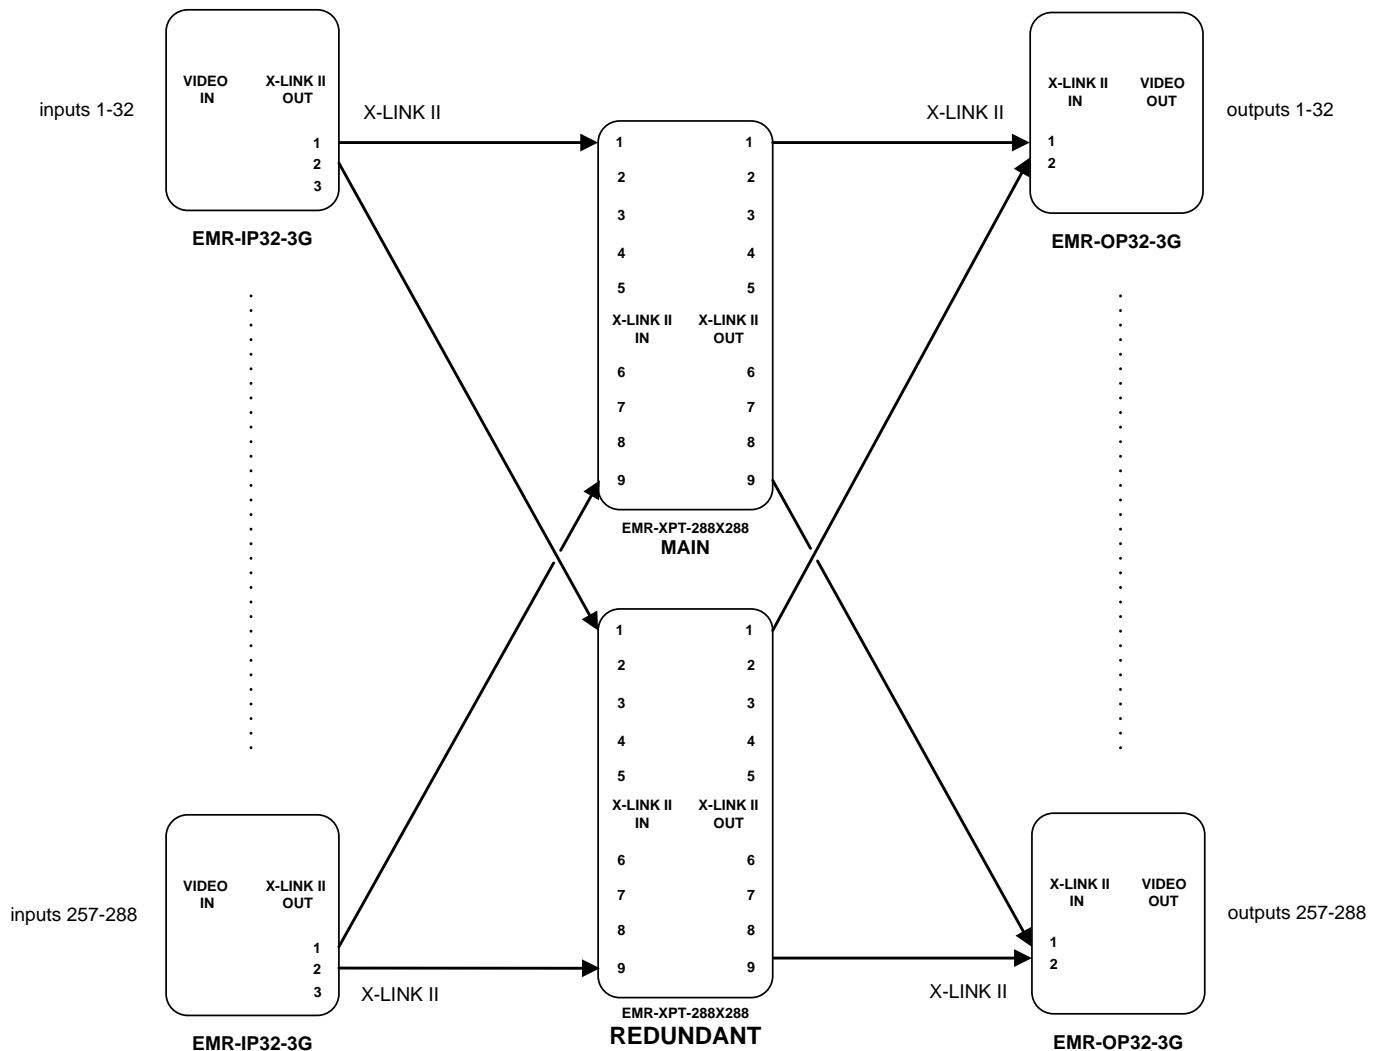 VIDEO
IN
X-LINK II
OUT
inputs 1-32
1
2
3
EMR-IP32-3G
X-LINK II
X-LINK II
X-LINK II
IN
VIDEO
OUT
1
2
outputs 1-32
EMR-OP32-3G
1
1
2
2
3
3
4
4
5
5
X-LINK II
IN
X-LINK II
OUT
6
6
7
7
8
8
9
9
EMR-XPT-288X288
MAIN
1
1
2
2
3
3
4
4
5
5
X-LINK II
IN
X-LINK II
OUT
6
6
7
7
8
8
9
9
EMR-XPT-288X288
REDUNDANT
VIDEO
IN
X-LINK II
OUT
inputs 257-288
1
2
3
EMR-IP32-3G
X-LINK II
X-LINK II
X-LINK II
IN
VIDEO
OUT
1
2
outputs 257-288
EMR-OP32-3G